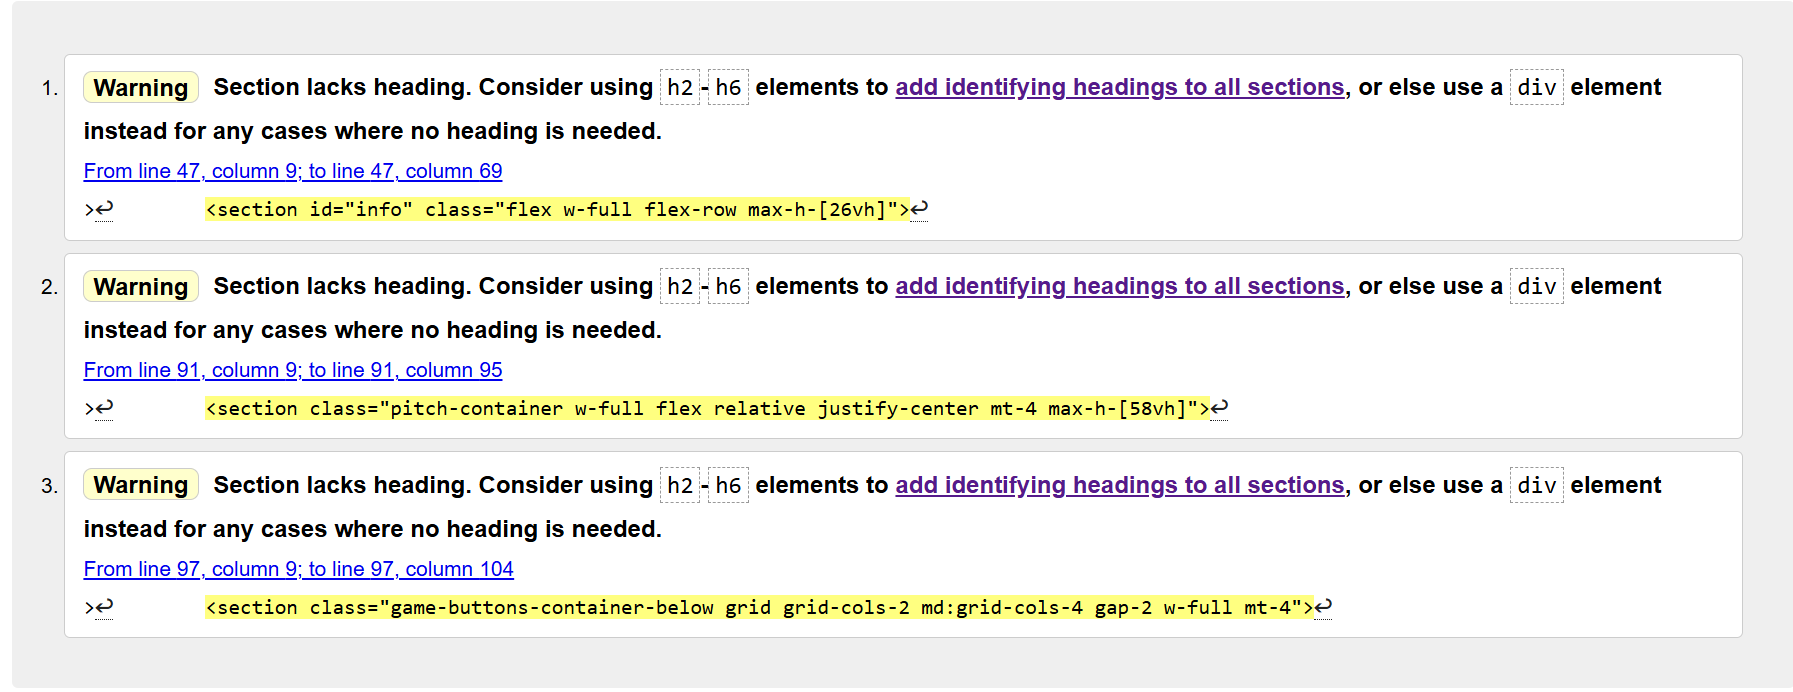 1. Warning Section lacks heading. Consider using h2-h6 elements to add identifying headings to all sections, or else use a div element
instead for any cases where no heading is needed.
From line 47, column 9; to line 47, column 69
>↩ <section id="info" class="flex w-full flex-row max-h-[26vh]">↩
2. Warning Section lacks heading. Consider using h2-h6 elements to add identifying headings to all sections, or else use a div element
instead for any cases where no heading is needed.
From line 91, column 9; to line 91, column 95
>↩ <section class="pitch-container w-full flex relative justify-center mt-4 max-h-[58vh]">↩
3. Warning Section lacks heading. Consider using h2-h6 elements to add identifying headings to all sections, or else use a div element
instead for any cases where no heading is needed.
From line 97, column 9; to line 97, column 104
>↩ <section class="game-buttons-container-below grid grid-cols-2 md:grid-cols-4 gap-2 w-full mt-4">↩